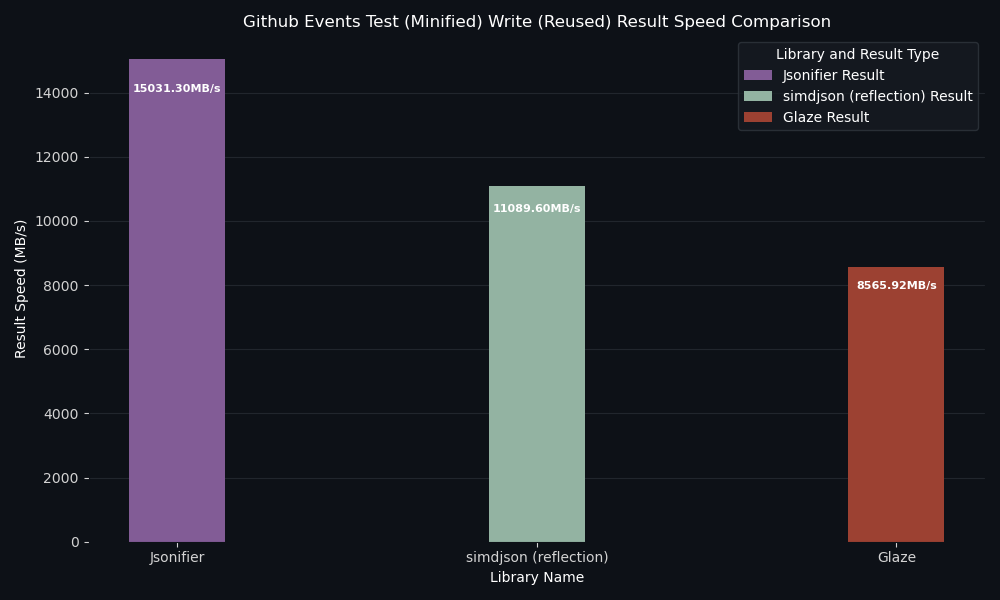 Github Events Test (Minified) Write (Reused) Result Speed Comparison
Library and Result Type
Jsonifier Result
simdjson (reflection) Result
Glaze Result
15031.30MB/s
11089.60MB/s
8565.92MB/s
Result Speed (MB/s)
14000
12000
10000
8000
6000
4000
2000
0
Jsonifier
simdjson (reflection)
Glaze
Library Name